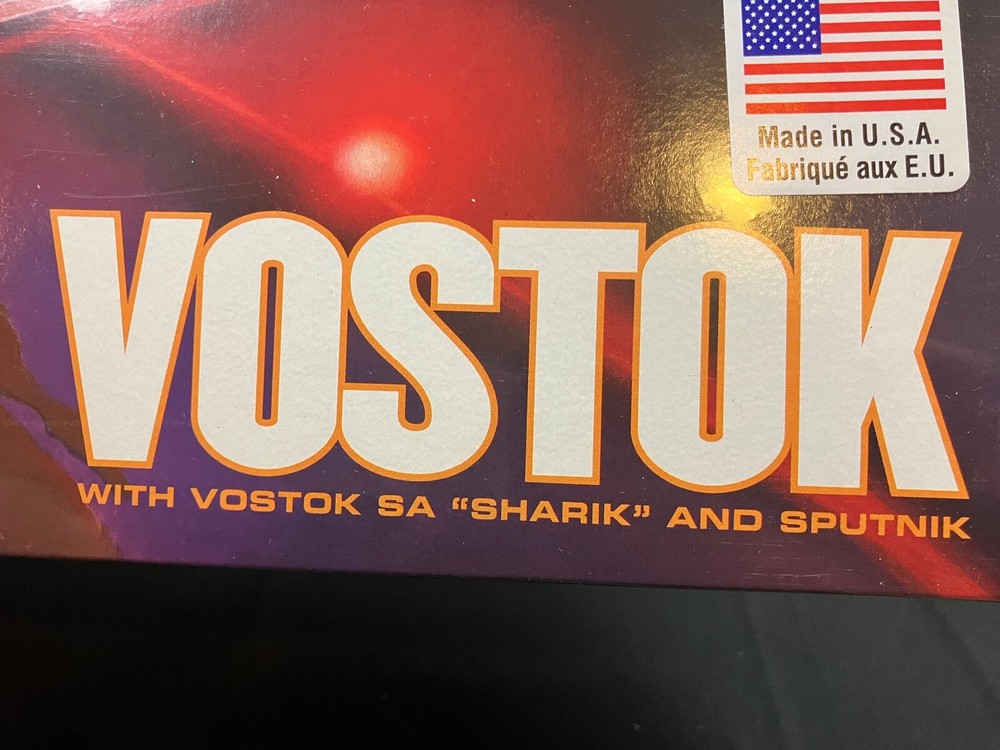 Made in U.S.A.
Fabriqué aux E.U.
VOSTOK
WITH VOSTOK SA “SHARIK” AND SPUTNIK